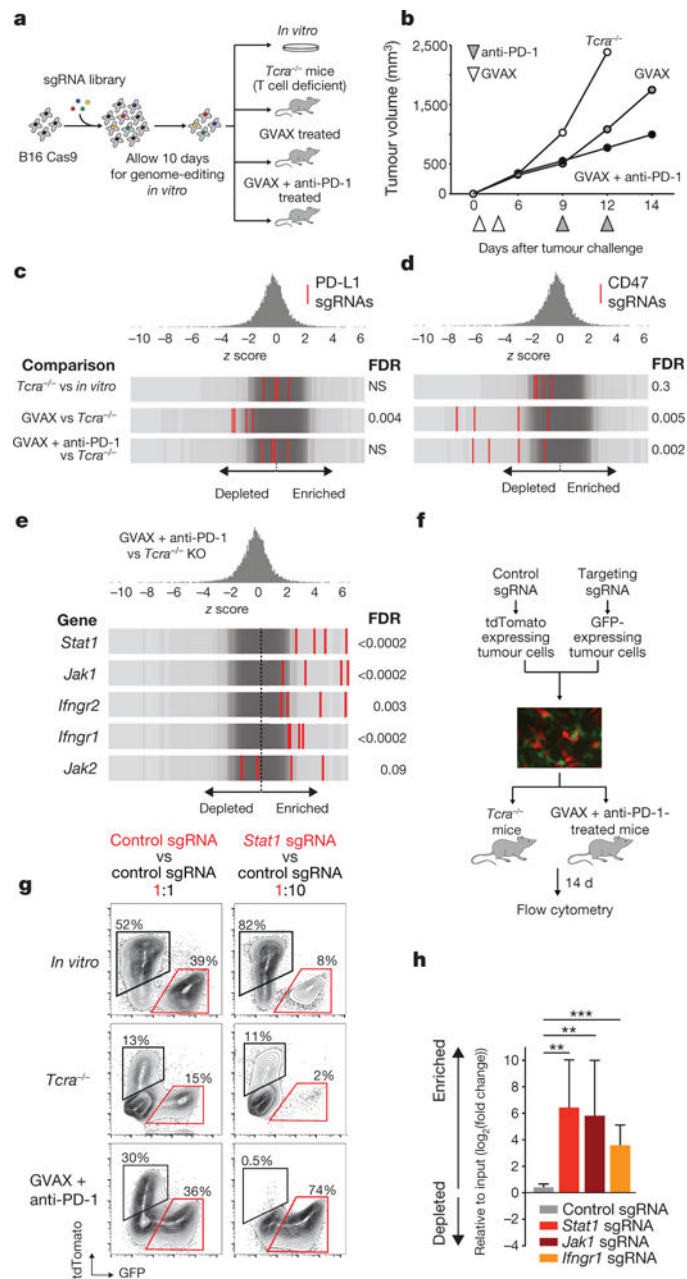 a
In vitro
sgRNA library
Tcra–/– mice
(T cell deficient)
GVAX treated
B16 Cas9
Allow 10 days
for genome-editing
in vitro
GVAX + anti-PD-1
treated
b
Tumour volume (mm3)
2,500
1,500
500
0
anti-PD-1
GVAX
Tcra–/–
GVAX
GVAX + anti-PD-1
0 6 9 12 14
Days after tumour challenge
c
PD-L1
sgRNAs
–10 –8 –6 –4 –2 0 2 4 6
z score
Comparison FDR
Tcra–/– vs in vitro NS
GVAX vs Tcra–/– 0.004
GVAX + anti-PD-1
vs Tcra–/– NS
Depleted Enriched
d
CD47
sgRNAs
–10 –8 –6 –4 –2 0 2 4 6
z score
FDR
0.3
0.005
0.002
Depleted Enriched
e
GVAX + anti-PD-1
vs Tcra–/– KO
–10 –8 –6 –4 –2 0 2 4 6
z score
Gene FDR
Stat1 <0.0002
Jak1 <0.0002
Ifngr2 0.003
Ifngr1 <0.0002
Jak2 0.09
Depleted Enriched
f
Control
sgRNA
Targeting
sgRNA
tdTomato
expressing
tumour cells
GFP-
expressing
tumour cells
Tcra–/–
mice
GVAX + anti-PD-1-
treated mice
14 d
Flow cytometry
g
Control sgRNA
vs
control sgRNA
1:1
Stat1 sgRNA
vs
control sgRNA
1:10
In vitro
52%
39%
82%
8%
Tcra–/–
13%
15%
11%
2%
GVAX +
anti-PD-1
30%
36%
0.5%
74%
tdTomato
GFP
h
Enriched
Depleted
Relative to input (log2(fold change))
***
**
**
10
8
6
4
2
0
–2
–4
Control sgRNA
Stat1 sgRNA
Jak1 sgRNA
Ifngr1 sgRNA